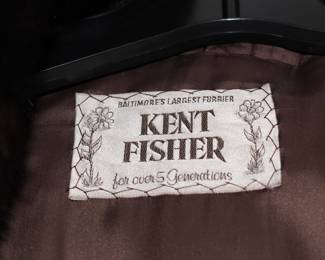 BALTIMORE'S LARGEST FURRIER
KENT
FISHER
for over 5 Generations